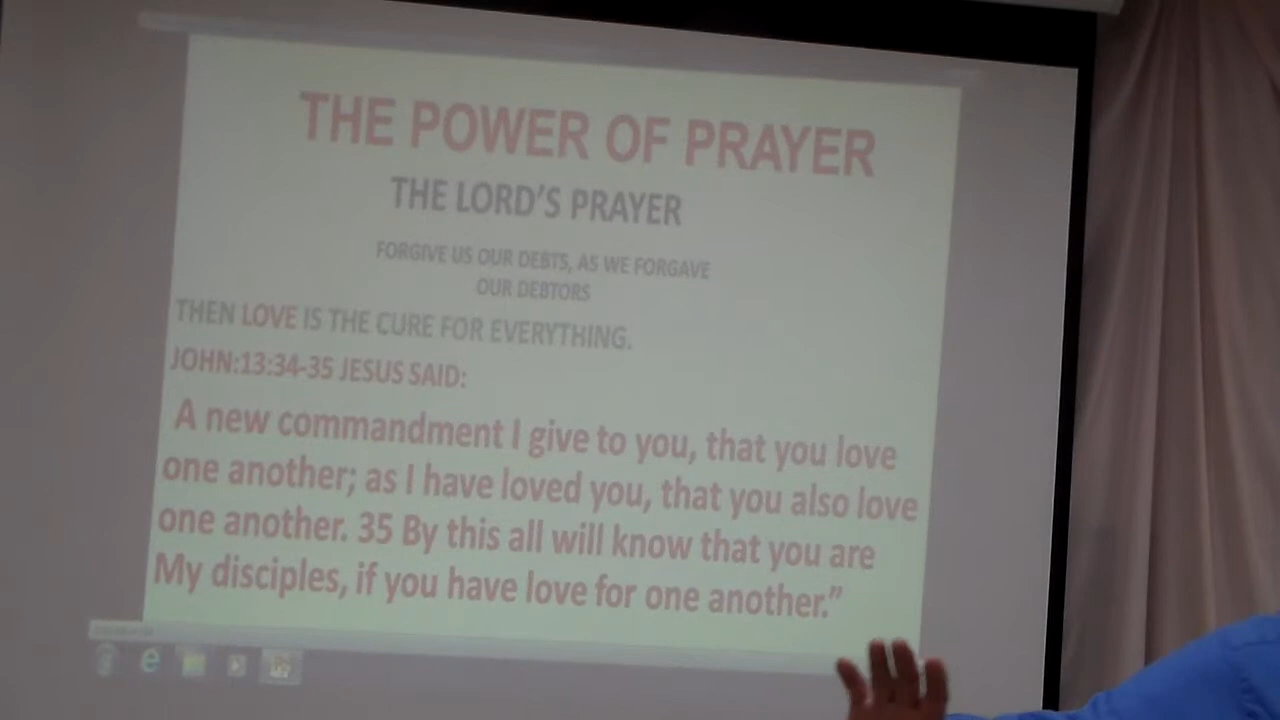 THE POWER OF PRAYER
THE LORD'S PRAYER
FORGIVE US OUR DEBTS, AS WE FORGAVE
OUR DEBTORS
THEN LOVE IS THE CURE FOR EVERYTHING.
JOHN:13:34-35 JESUS SAID:
A new commandment I give to you, that you love
one another; as I have loved you, that you also love
one another. 35 By this all will know that you are
My disciples, if you have love for one another.”